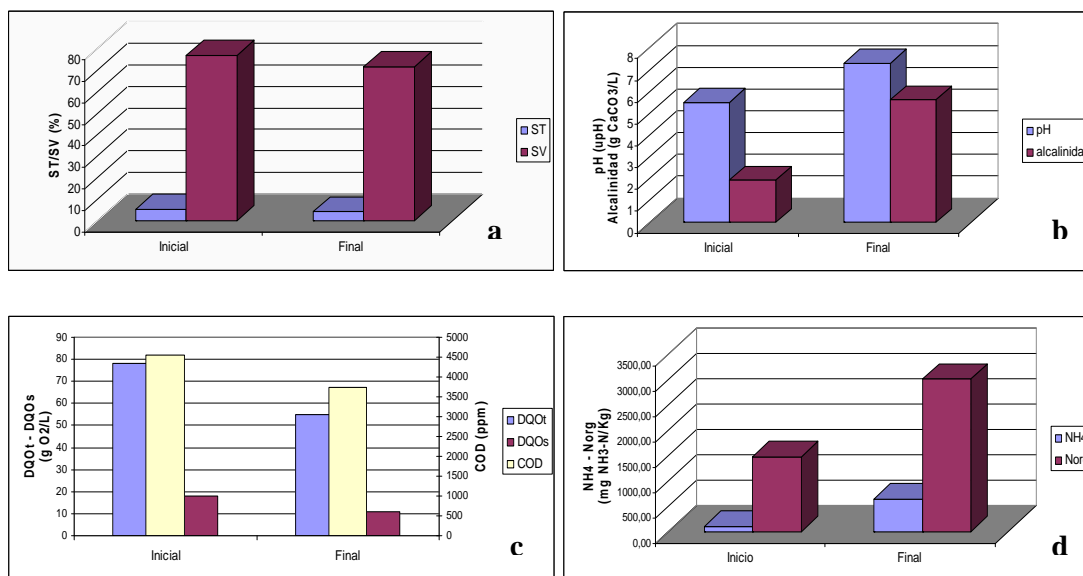 ST/SV (%)
80
70
60
50
40
30
20
10
0
Inicial
Final
ST
SV
a
pH (upH)
Alcalinidad (g CaCO3/L)
8
7
6
5
4
3
2
1
0
Inicial
Final
pH
alcalinida
b
DQOt - DQOs
(g O2/L)
90
80
70
60
50
40
30
20
10
0
Inicial
Final
5000
4500
4000
3500
3000
2500
2000
1500
1000
500
0
COD (ppm)
DQOt
DQOs
COD
c
NH4 - Norg
(mg NH3-N/Kg)
3500,00
3000,00
2500,00
2000,00
1500,00
1000,00
500,00
0,00
Inicio
Final
NH4
Nor
d